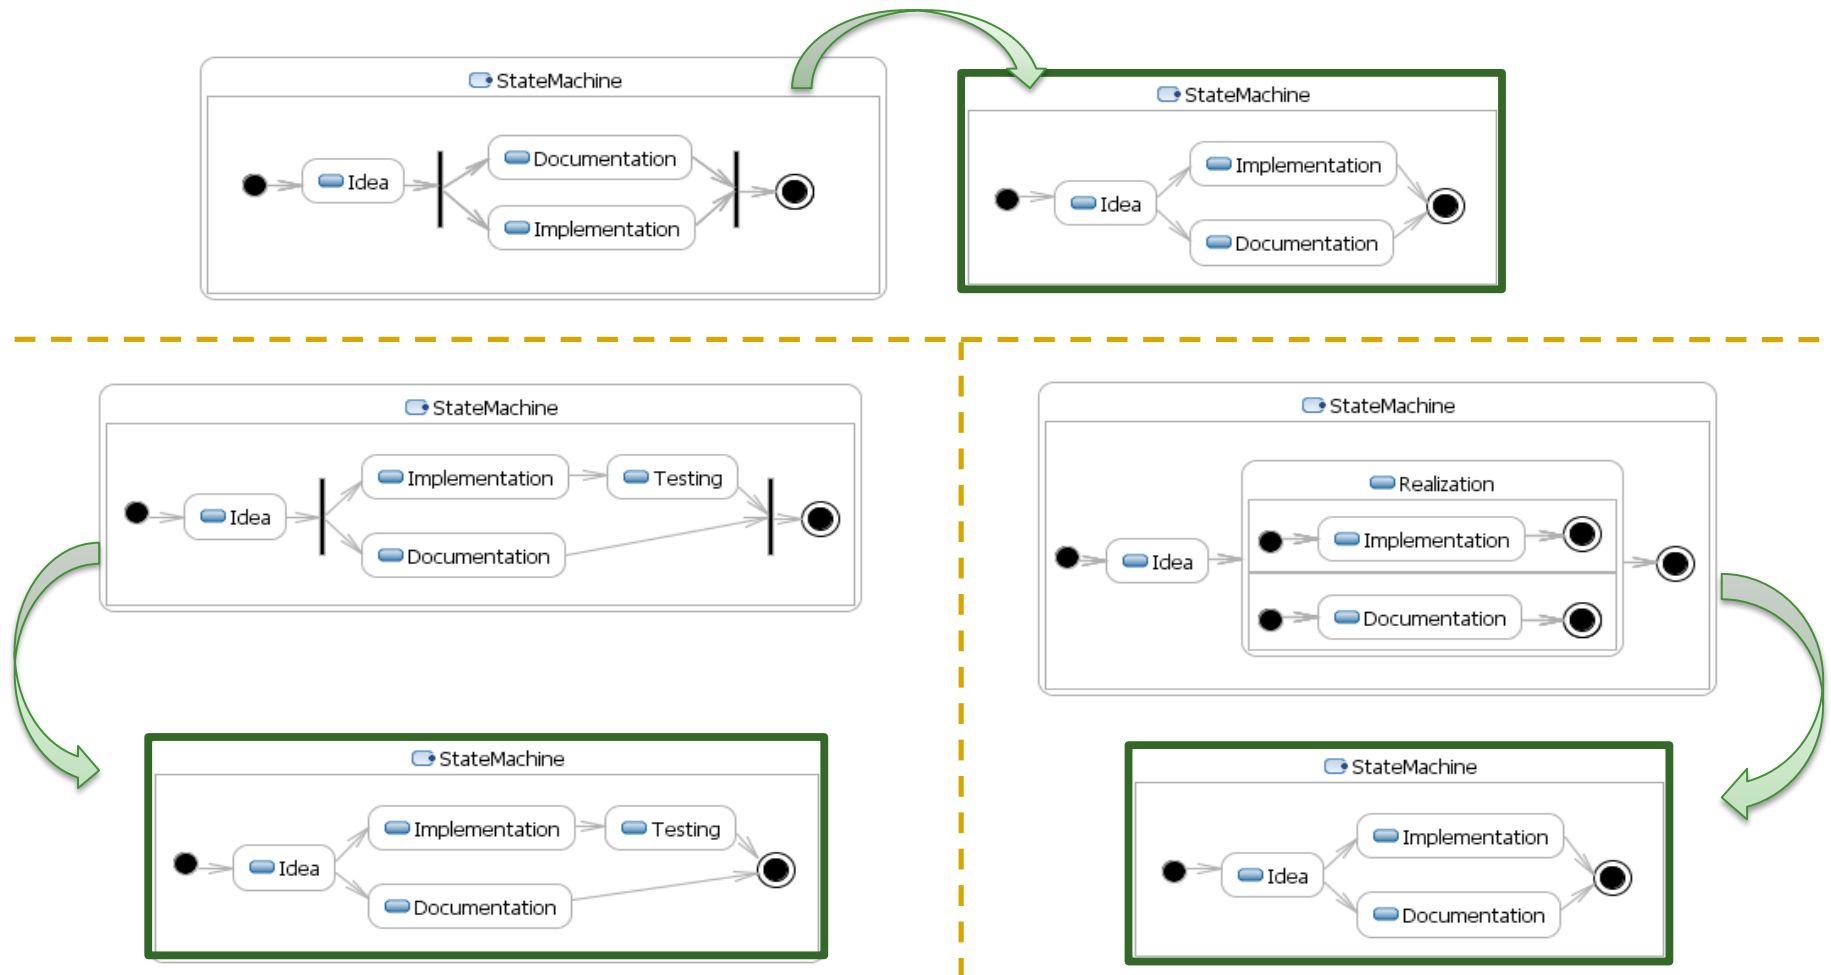 StateMachine
Idea
Documentation
Implementation
StateMachine
Implementation
Idea
Documentation
StateMachine
Implementation
Testing
Idea
Documentation
StateMachine
Implementation
Testing
Idea
Documentation
StateMachine
Realization
Implementation
Idea
Documentation
StateMachine
Implementation
Idea
Documentation